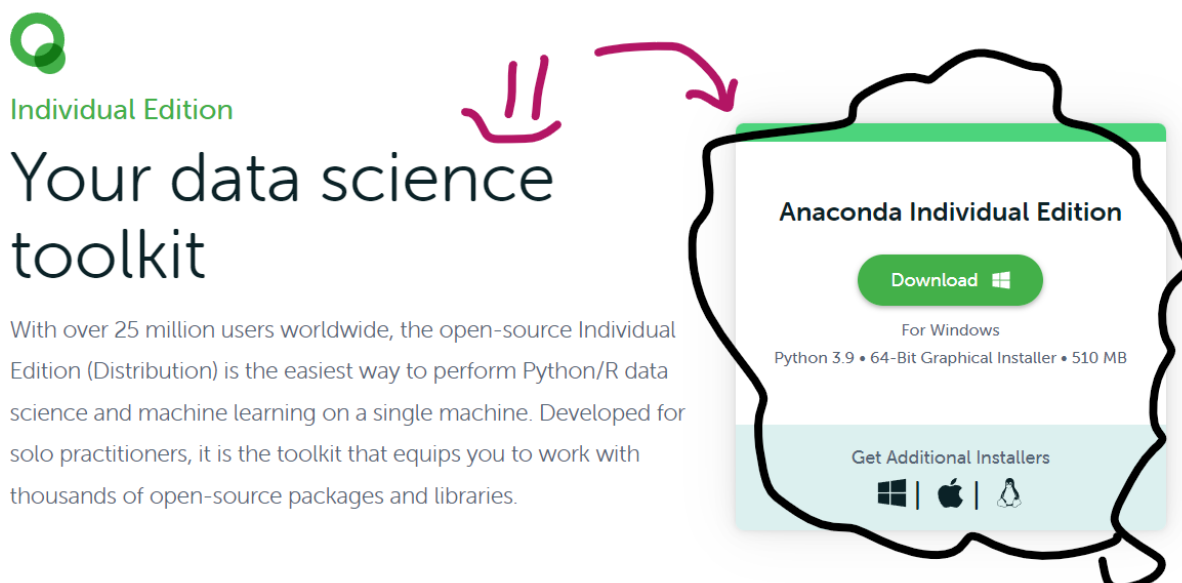 Individual Edition
Your data science
toolkit
With over 25 million users worldwide, the open-source Individual
Edition (Distribution) is the easiest way to perform Python/R data
science and machine learning on a single machine. Developed for
solo practitioners, it is the toolkit that equips you to work with
thousands of open-source packages and libraries.
Anaconda Individual Edition
Download
For Windows
Python 3.9 • 64-Bit Graphical Installer • 510 MB
Get Additional Installers